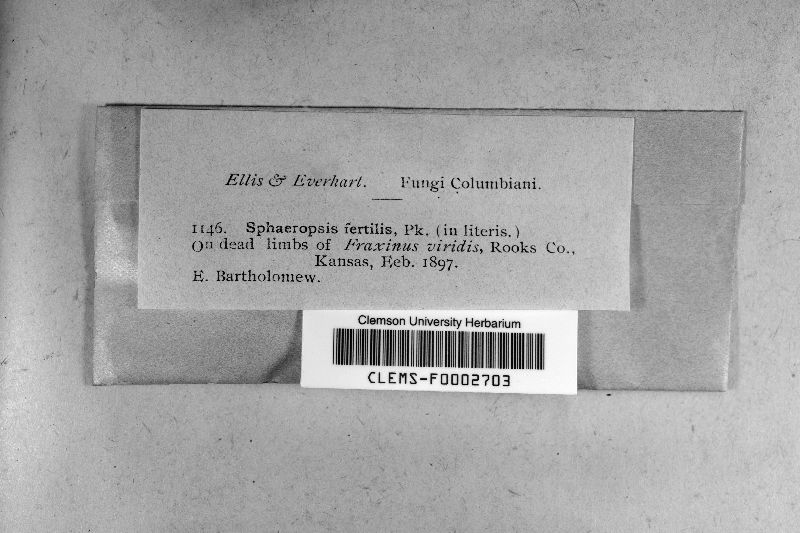 Ellis & Everhart. Fungi Columbiani.
1146. Sphaeropsis fertilis, Pk. (in literis.)
On dead limbs of Fraxinus viridis, Rooks Co.,
Kansas, Feb. 1897.
E. Bartholomew.
Clemson University Herbarium
CLEMS-F0002703